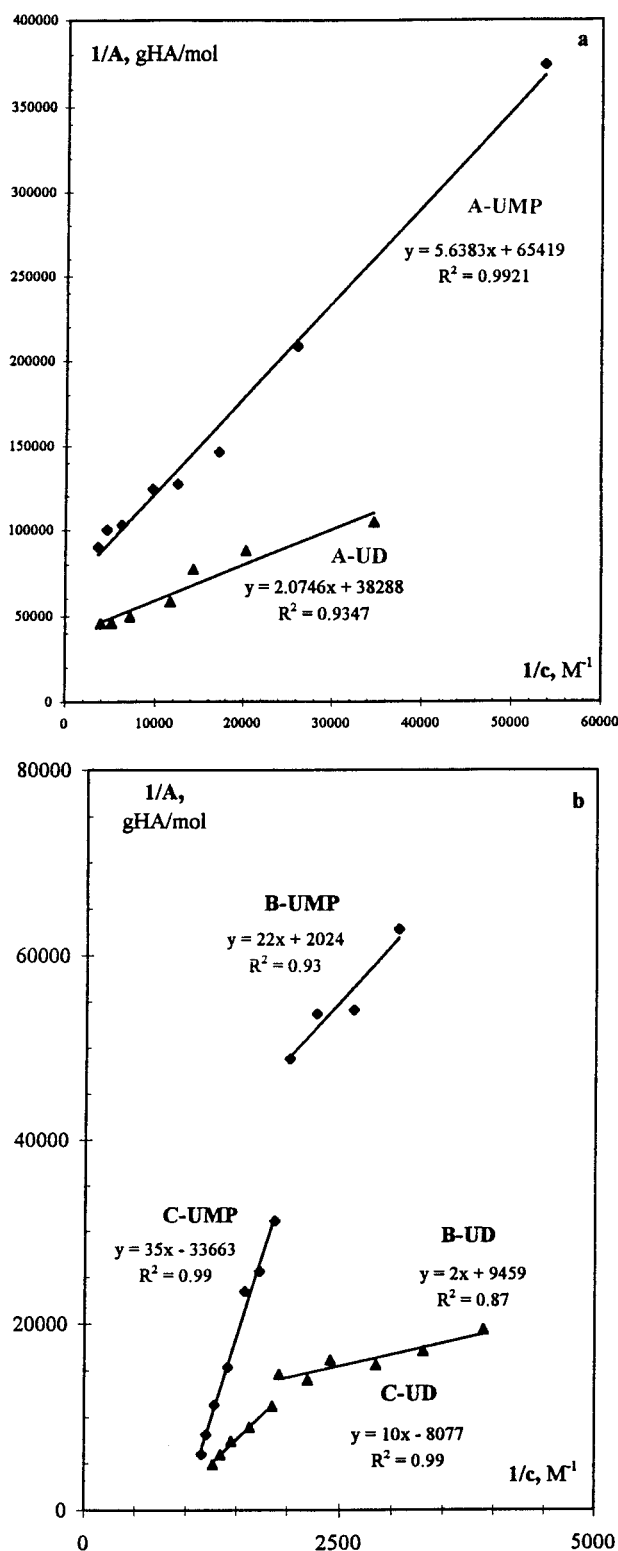 400000
a
1/A, gHA/mol
350000
300000
A-UMP
y = 5.6383x + 65419
R² = 0.9921
250000
200000
150000
100000
A-UD
y = 2.0746x + 38288
R² = 0.9347
50000
1/c, M⁻¹
0
0 10000 20000 30000 40000 50000 60000
80000
1/A,
gHA/mol
b
B-UMP
y = 22x + 2024
R² = 0.93
60000
40000
C-UMP
y = 35x - 33663
R² = 0.99
B-UD
y = 2x + 9459
R² = 0.87
20000
C-UD
y = 10x - 8077
R² = 0.99
1/c, M⁻¹
0
0 2500 5000